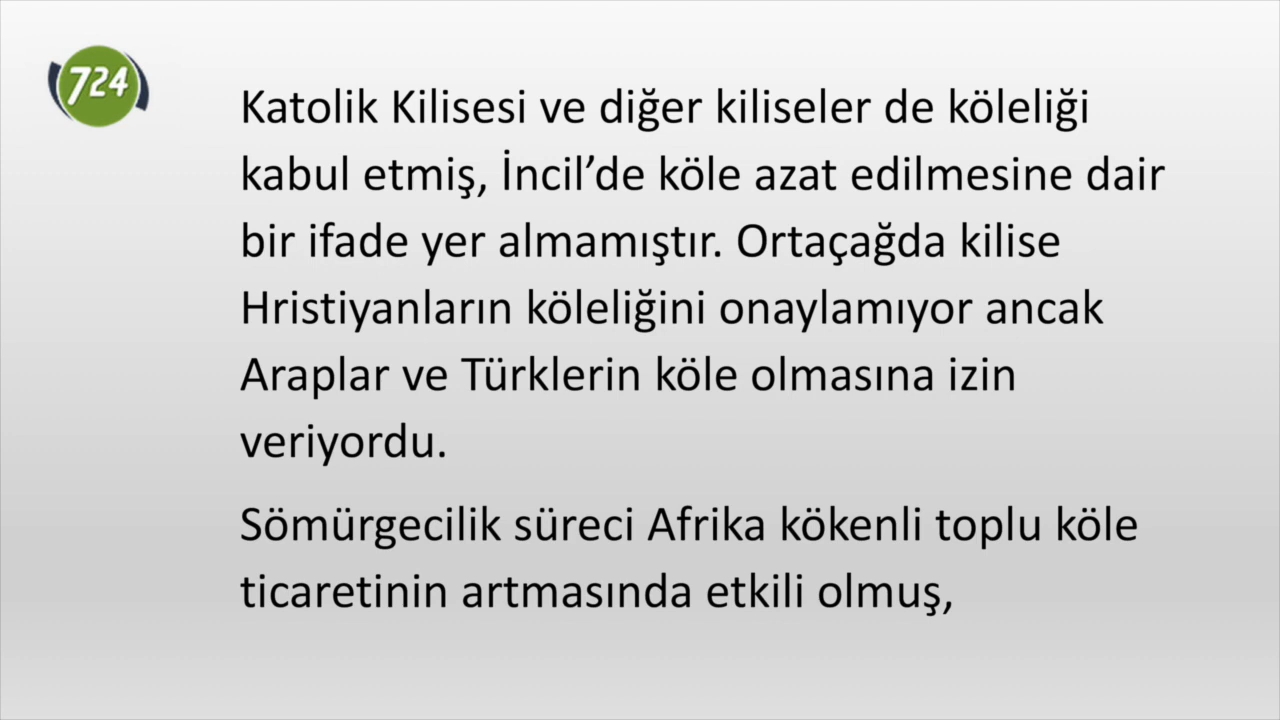 724
Katolik Kilisesi ve diğer kiliseler de köleliği
kabul etmiş, İncil’de köle azat edilmesine dair
bir ifade yer almamıştır. Ortaçağda kilise
Hristiyanların köleliğini onaylamıyor ancak
Araplar ve Türklerin köle olmasına izin
veriyordu.
Sömürgecilik süreci Afrika kökenli toplu köle
ticaretinin artmasında etkili olmuş,